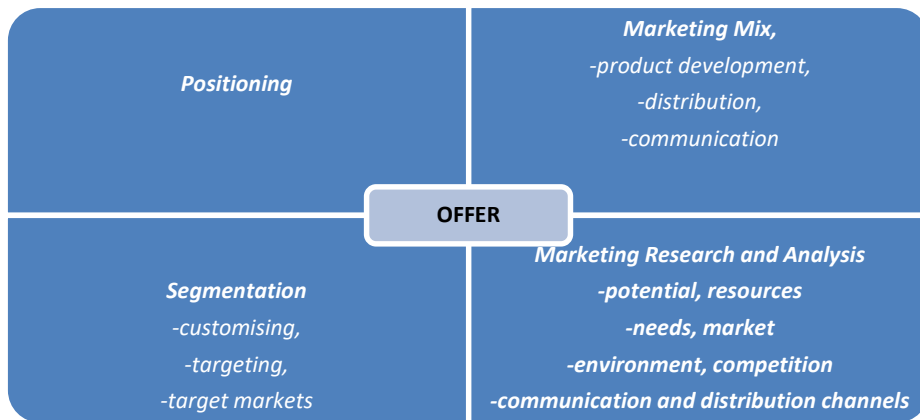 Positioning
Marketing Mix,
-product development,
-distribution,
-communication
OFFER
Segmentation
-customising,
-targeting,
-target markets
Marketing Research and Analysis
-potential, resources
-needs, market
-environment, competition
-communication and distribution channels